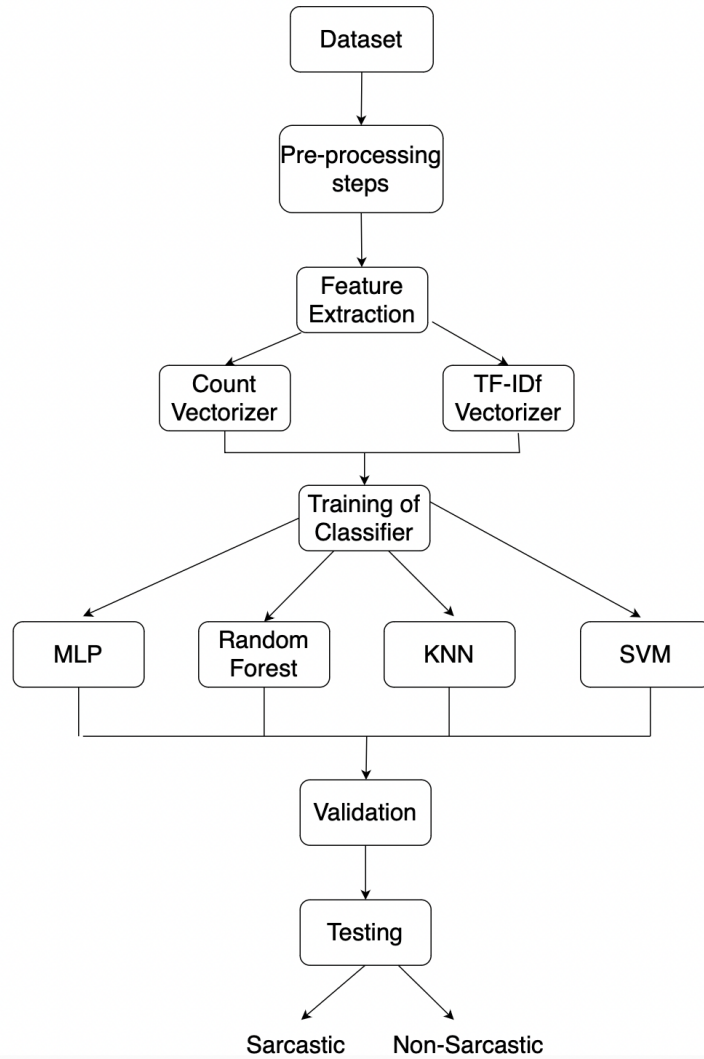 Dataset
Pre-processing
steps
Feature
Extraction
Count
Vectorizer
TF-IDf
Vectorizer
Training of
Classifier
MLP
Random
Forest
KNN
SVM
Validation
Testing
Sarcastic
Non-Sarcastic